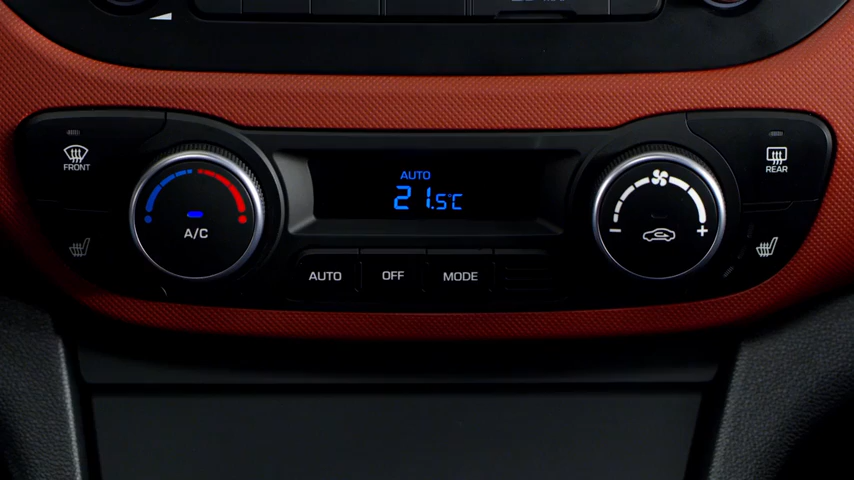 AUTO
21.5°C
FRONT
REAR
A/C
- +
AUTO OFF MODE